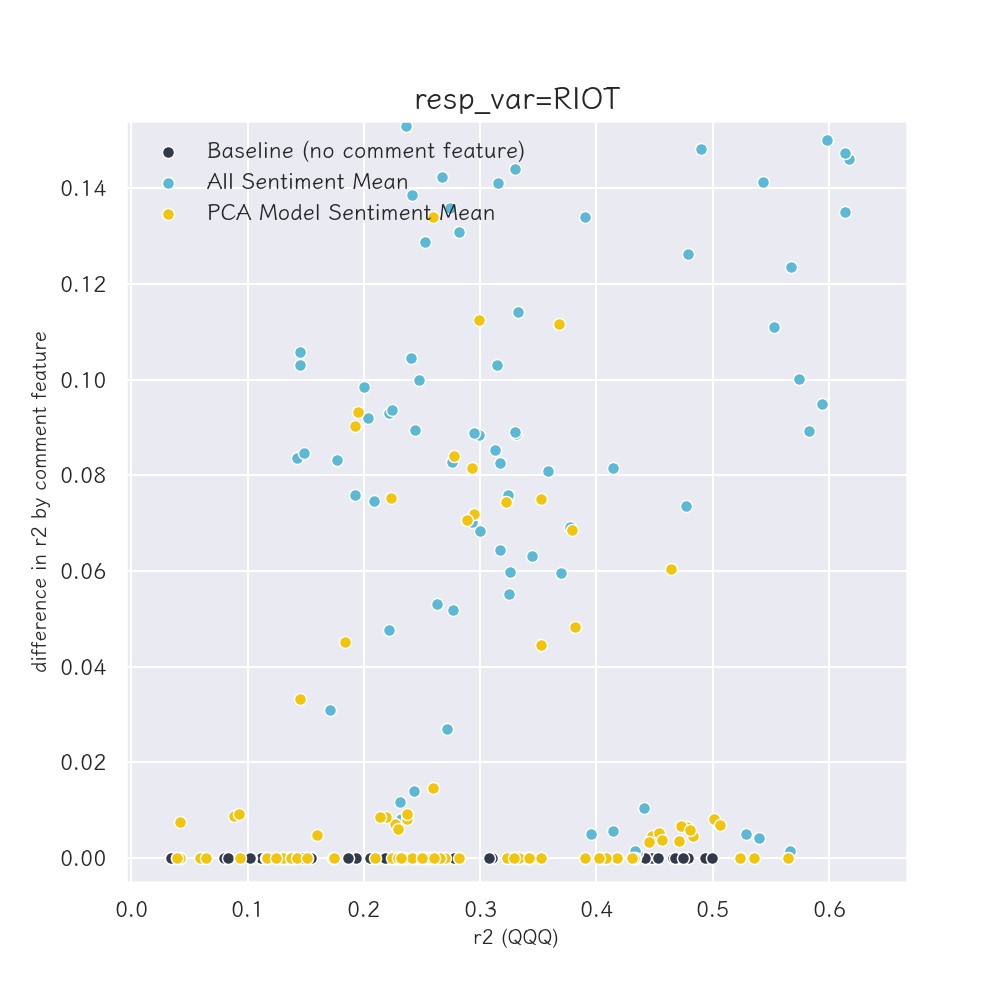 resp_var=RIOT
Baseline (no comment feature)
All Sentiment Mean
PCA Model Sentiment Mean
difference in r2 by comment feature
0.14
0.12
0.10
0.08
0.06
0.04
0.02
0.00
0.0 0.1 0.2 0.3 0.4 0.5 0.6
r2 (QQQ)